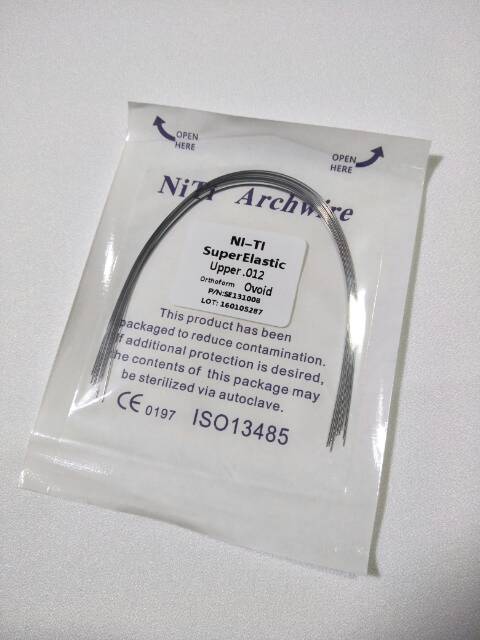 OPEN
HERE
OPEN
HERE
NiTi Archwire
NI-TI
SuperElastic
Upper .012
Orthoform Ovoid
P/N:SE131008
LOT: 160105287
This product has been
packaged to reduce contamination.
If additional protection is desired,
the contents of this package may
be sterilized via autoclave.
CE 0197 ISO13485